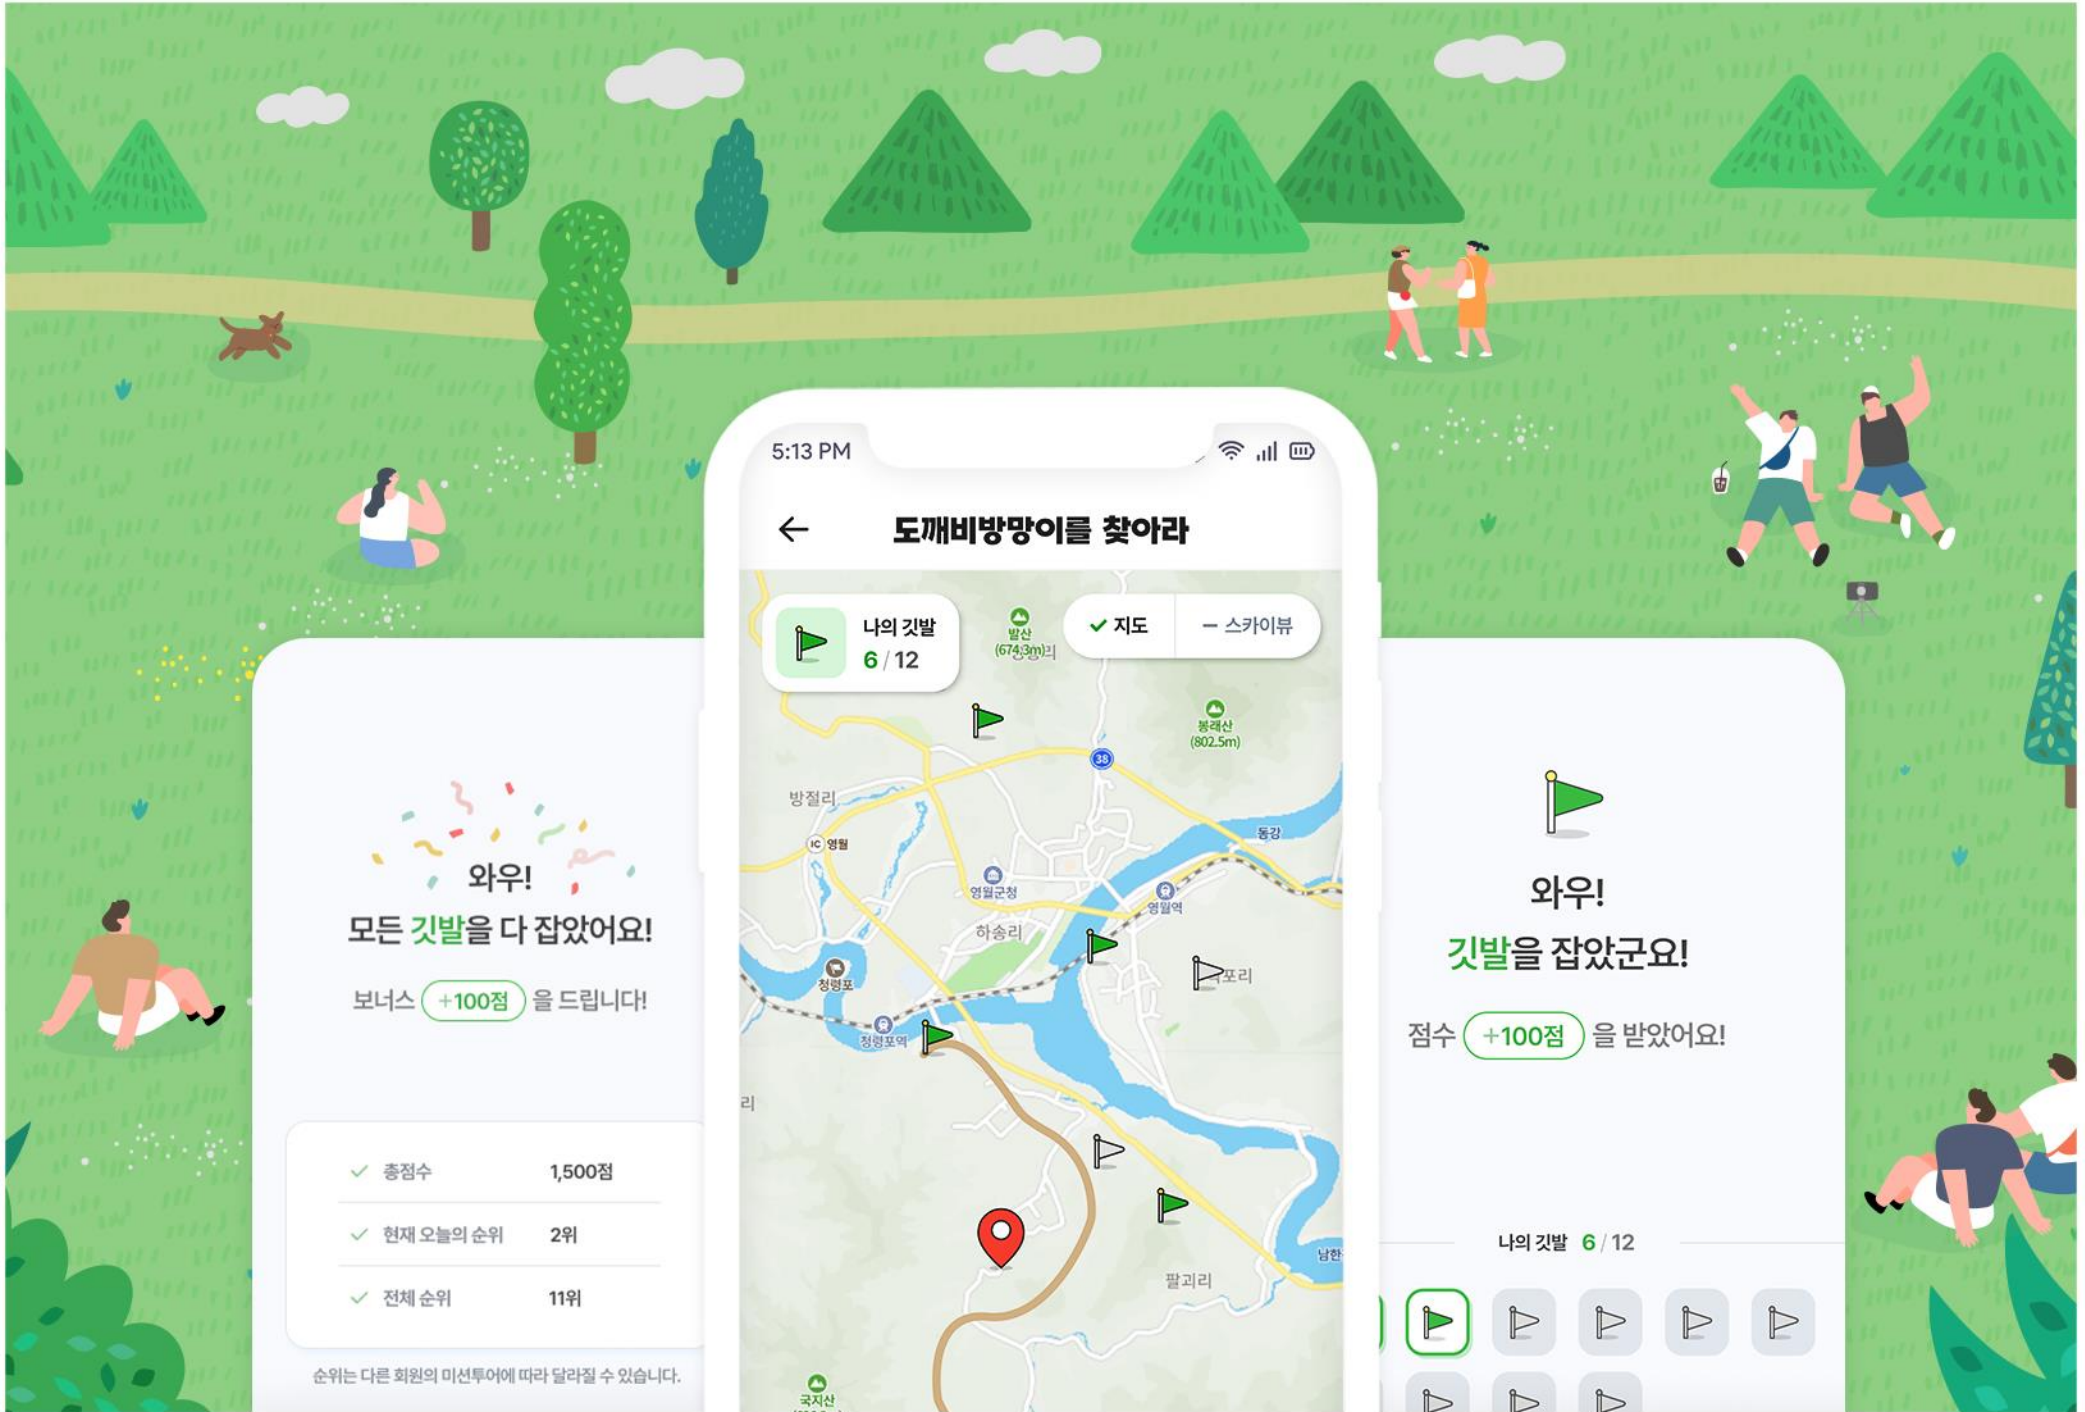 5:13 PM
도깨비방망이를 찾아라
나의 깃발
6 / 12
지도
스카이뷰
발산
(674.3m)
봉래산
(802.5m)
38
방절리
IC 영월
동강
영월군청
영월역
하송리
청령포
청령포역
리
팔괴리
남한
국지산
와우!
모든 깃발을 다 잡았어요!
보너스 +100점 을 드립니다!
총점수 1,500점
현재 오늘의 순위 2위
전체 순위 11위
순위는 다른 회원의 미션투어에 따라 달라질 수 있습니다.
와우!
깃발을 잡았군요!
점수 +100점 을 받았어요!
나의 깃발 6 / 12